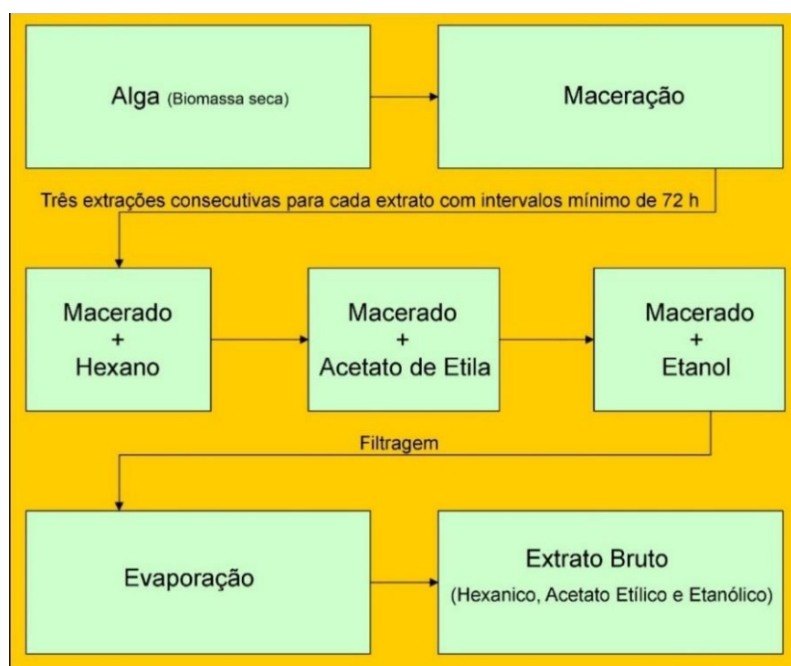 Alga (Biomassa seca)
Maceração
Três extrações consecutivas para cada extrato com intervalos mínimo de 72 h
Macerado
+
Hexano
Macerado
+
Acetato de Etila
Macerado
+
Etanol
Filtragem
Evaporação
Extrato Bruto
(Hexanico, Acetato Etílico e Etanólico)